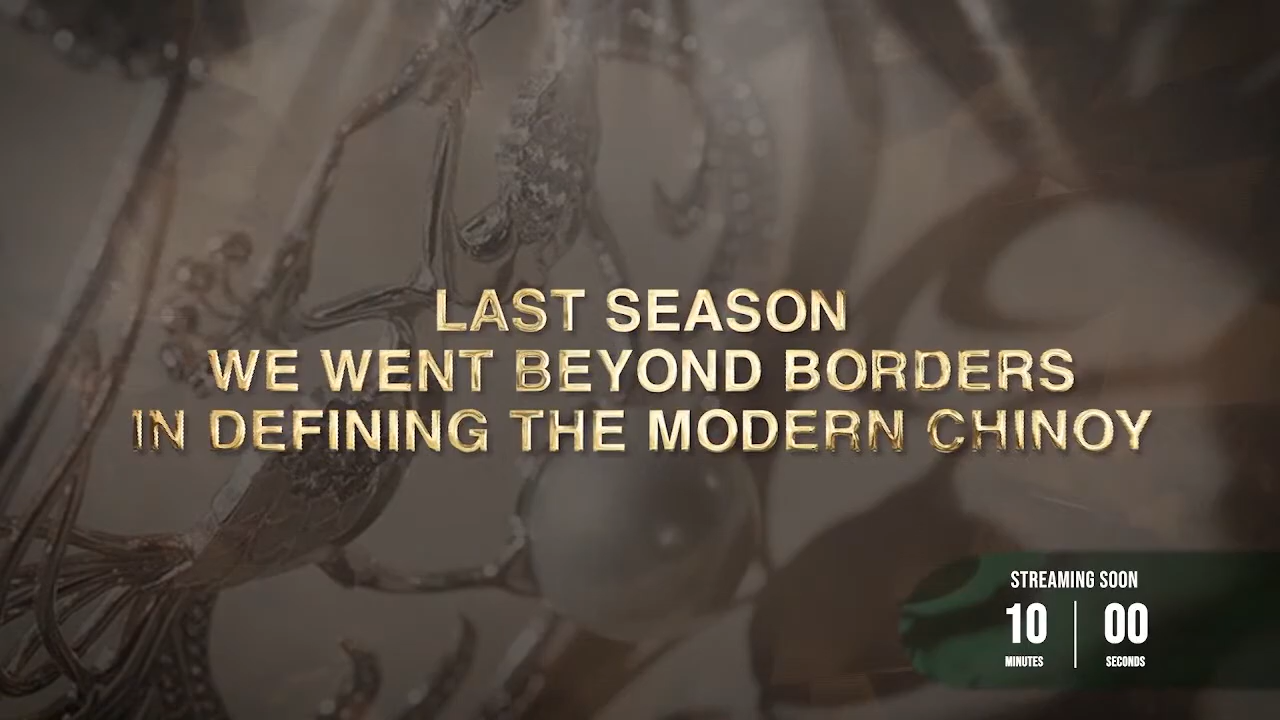 LAST SEASON
WE WENT BEYOND BORDERS
IN DEFINING THE MODERN CHINOY
STREAMING SOON
10 00
MINUTES SECONDS